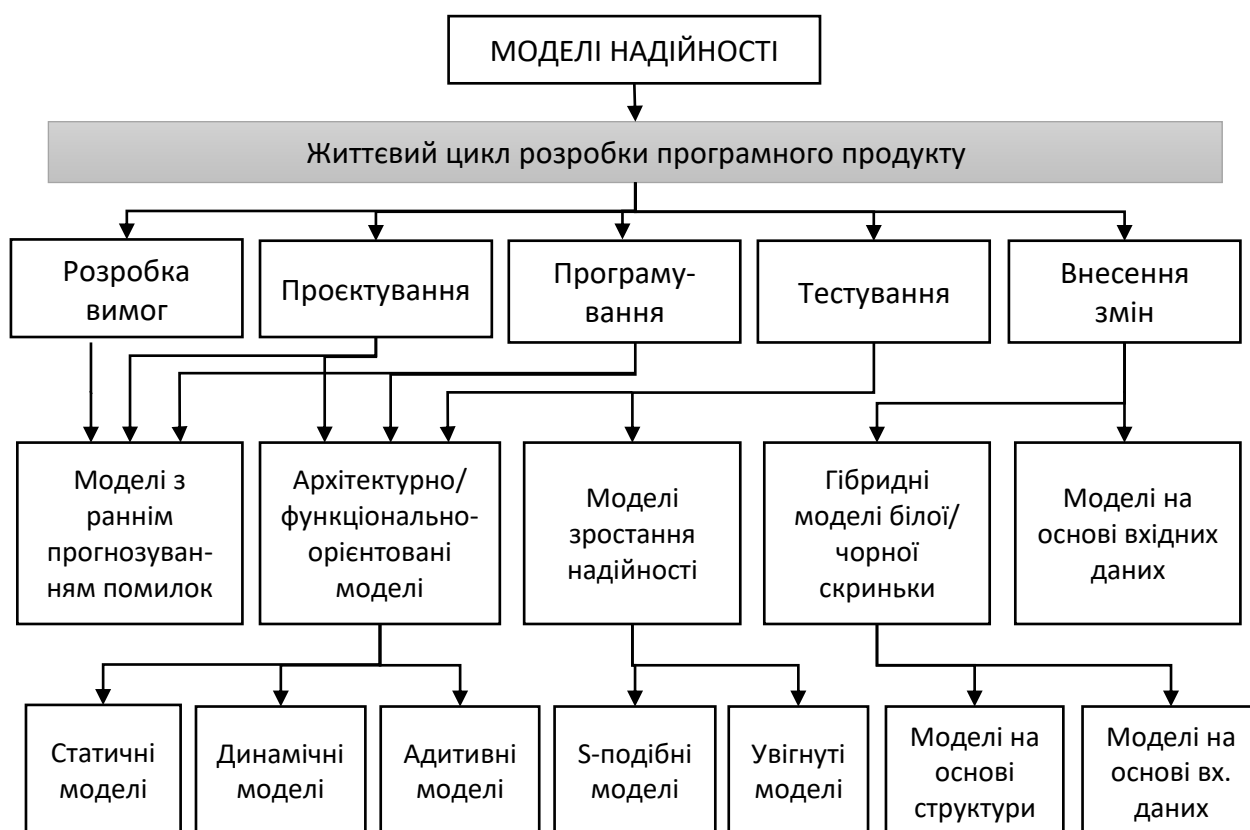 МОДЕЛІ НАДІЙНОСТІ
Життєвий цикл розробки програмного продукту
Розробка
вимог
Проєктування
Програму-
вання
Тестування
Внесення
змін
Моделі з
раннім
прогнозуван-
ням помилок
Архітектурно/
функціонально-
орієнтовані
моделі
Моделі
зростання
надійності
Гібридні
моделі білої/
чорної
скриньки
Моделі на
основі вхідних
даних
Статичні
моделі
Динамічні
моделі
Адитивні
моделі
S-подібні
моделі
Увігнуті
моделі
Моделі на
основі
структури
Моделі на
основі вх.
даних